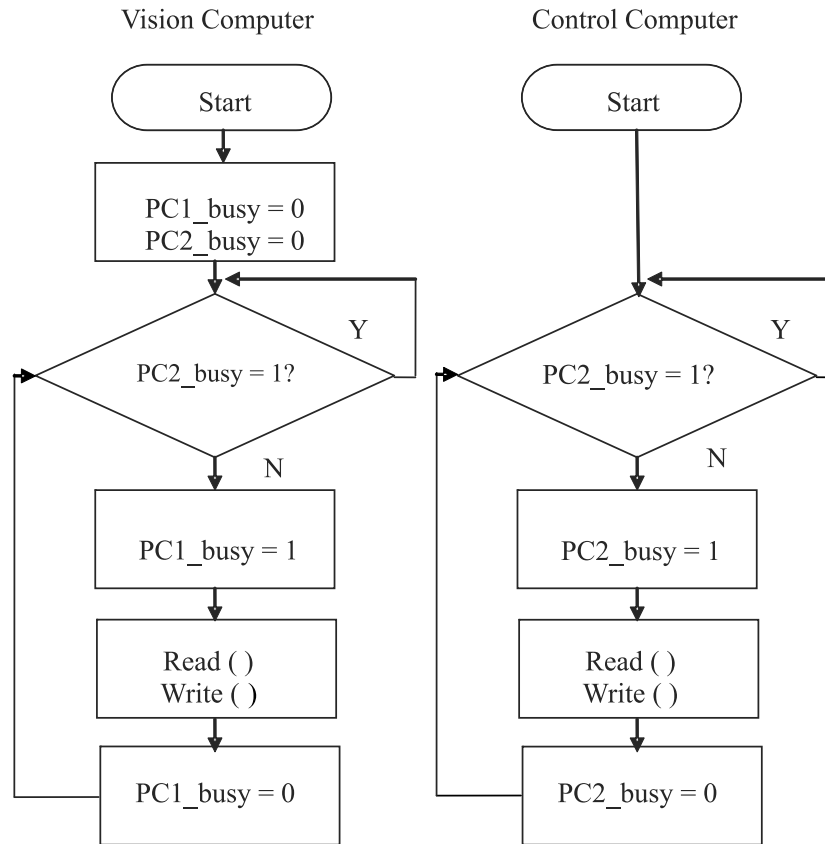 Vision Computer
Start
PC1_busy = 0
PC2_busy = 0
Y
PC2_busy = 1?
N
PC1_busy = 1
Read ( )
Write ( )
PC1_busy = 0
Control Computer
Start
Y
PC2_busy = 1?
N
PC2_busy = 1
Read ( )
Write ( )
PC2_busy = 0